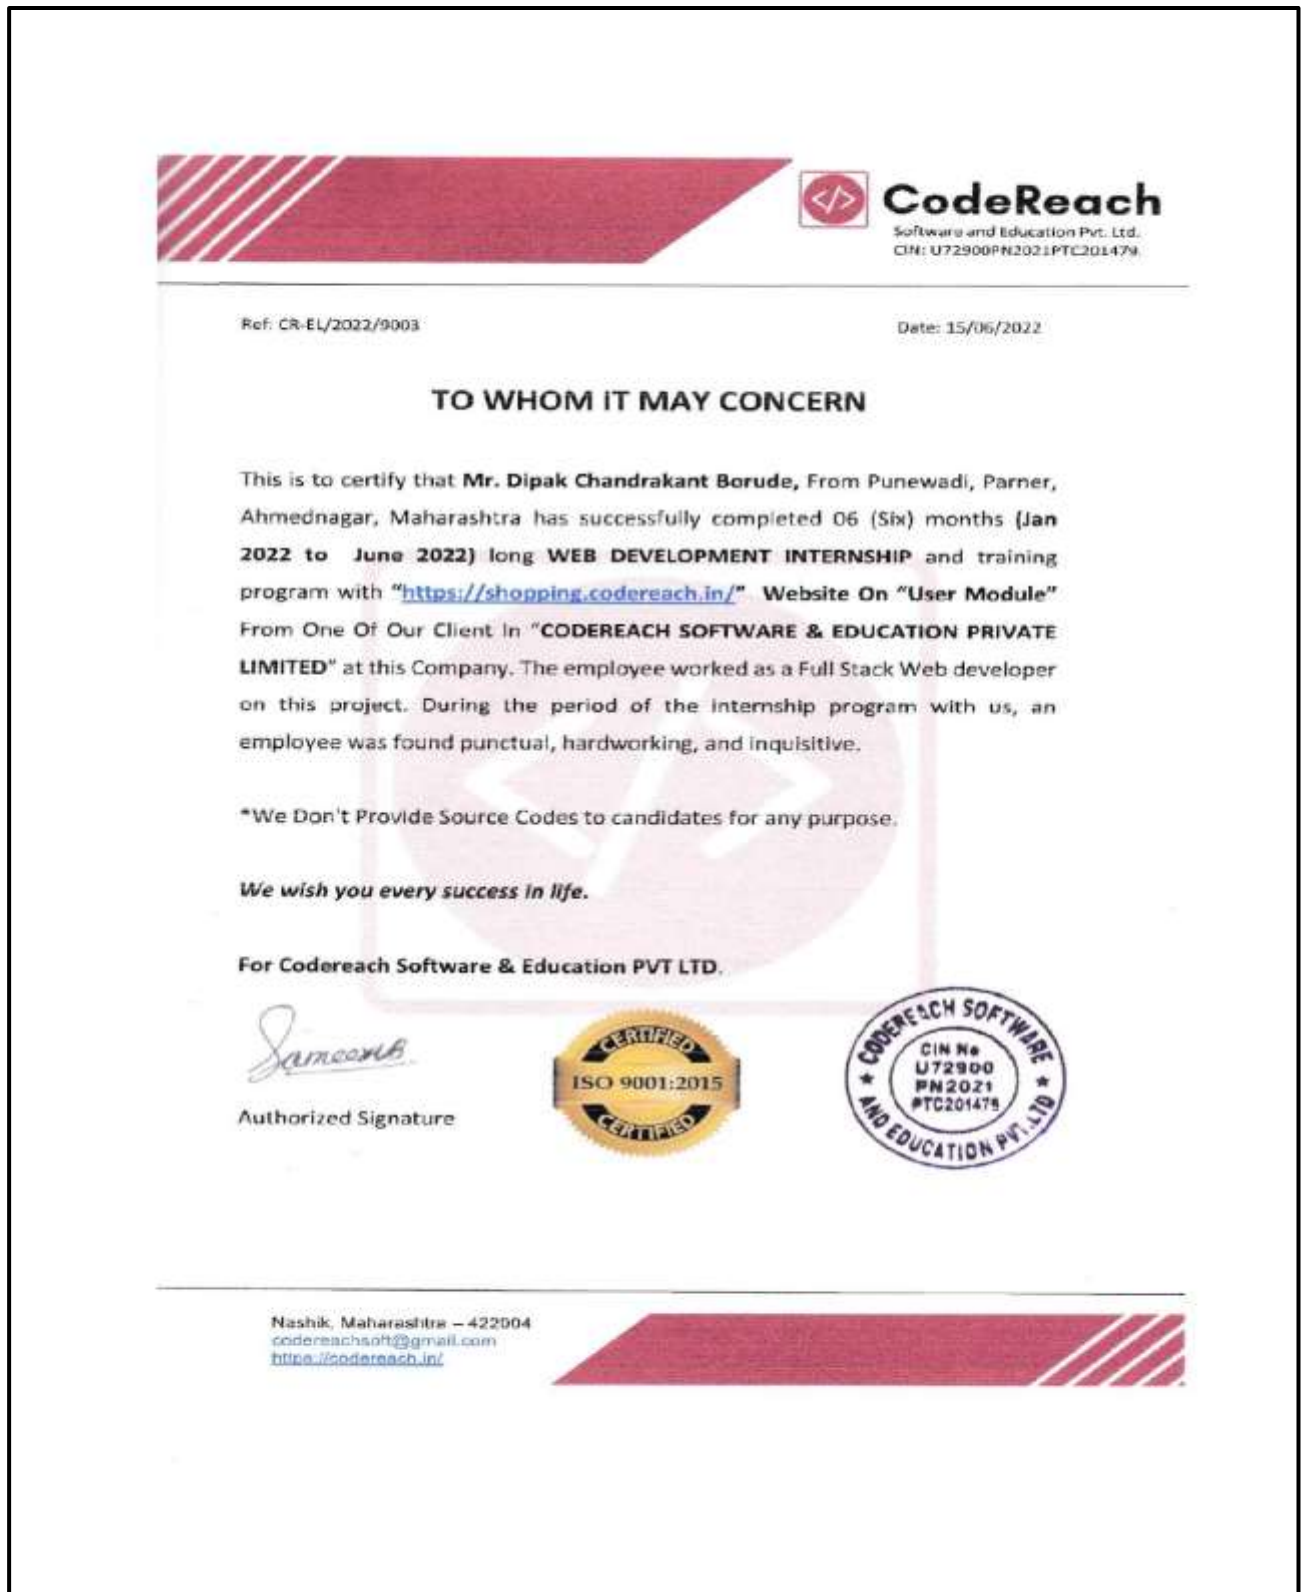 CodeReach
Software and Education Pvt. Ltd.
CIN: U72900PN2021PTC201479.
Ref: CR-EL/2022/9003
Date: 15/06/2022
TO WHOM IT MAY CONCERN
This is to certify that Mr. Dipak Chandrakant Borude, From Punewadi, Parner,
Ahmednagar, Maharashtra has successfully completed 06 (Six) months (Jan
2022 to June 2022) long WEB DEVELOPMENT INTERNSHIP and training
program with “https://shopping.codereach.in/” Website On “User Module”
From One Of Our Client In “CODEREACH SOFTWARE & EDUCATION PRIVATE
LIMITED” at this Company. The employee worked as a Full Stack Web developer
on this project. During the period of the internship program with us, an
employee was found punctual, hardworking, and inquisitive.
*We Don't Provide Source Codes to candidates for any purpose.
We wish you every success in life.
For Codereach Software & Education PVT LTD.
Authorized Signature
CERTIFIED
ISO 9001:2015
CERTIFIED
CODEREACH SOFTWARE
AND EDUCATION PVT. LTD
CIN No
U72900
PN2021
PTC201479
Nashik, Maharashtra – 422004
codereachsoft@gmail.com
https://codereach.in/